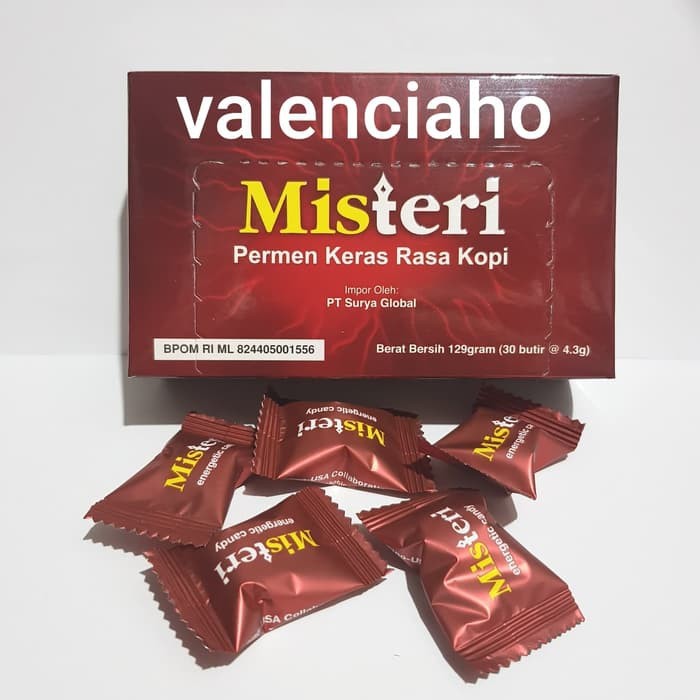 valenciaho
Misteri
Permen Keras Rasa Kopi
Impor Oleh:
PT Surya Global
BPOM RI ML 824405001556
Berat Bersih 129gram (30 butir @ 4.3g)
Misteri
energetic candy
USA Collabora
Misteri
energetic ca
Misteri
energetic c
Misteri
energetic candy
USA Colla
Misteri
energetic candy